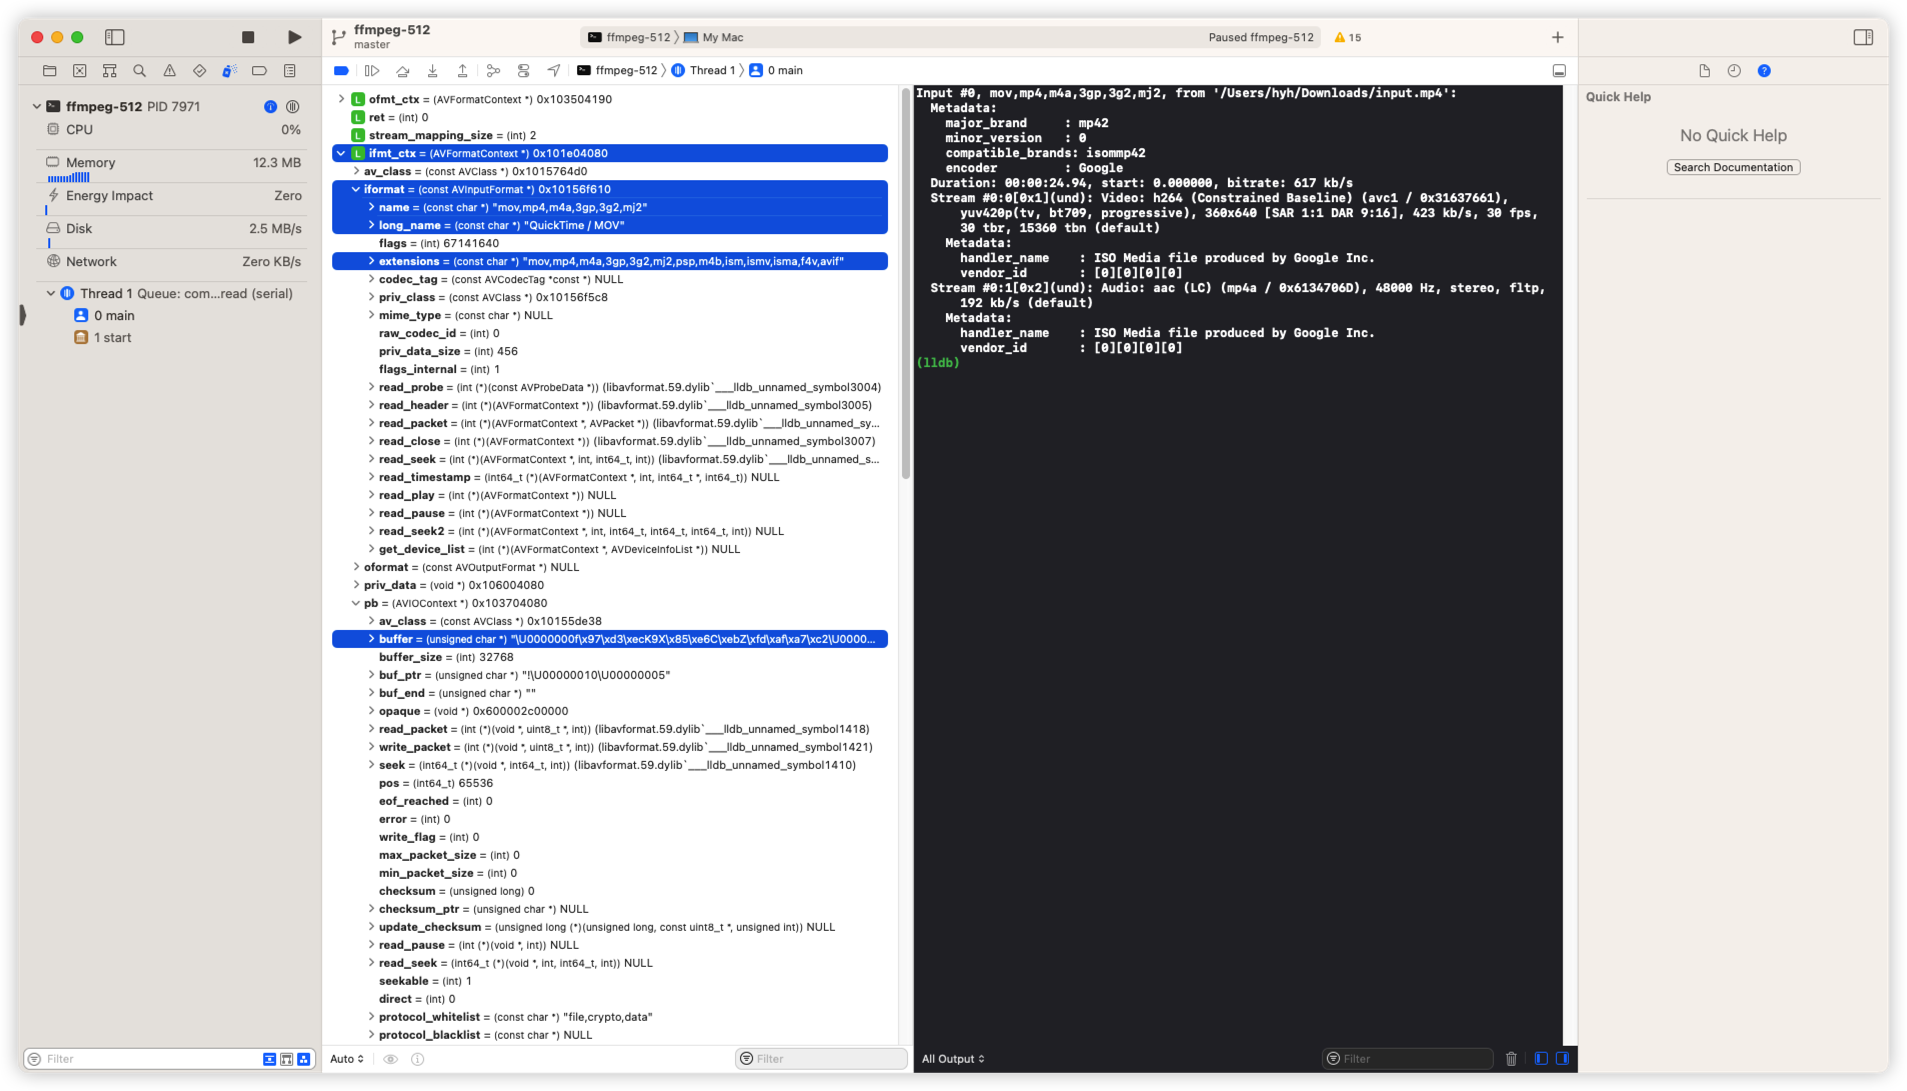 ffmpeg-512
master
ffmpeg-512 My Mac
Paused ffmpeg-512
15
ffmpeg-512 Thread 1 0 main
ffmpeg-512 PID 7971
CPU 0%
Memory 12.3 MB
Energy Impact Zero
Disk 2.5 MB/s
Network Zero KB/s
Thread 1 Queue: com...read (serial)
0 main
1 start
Filter
L ofmt_ctx = (AVFormatContext *) 0x103504190
L ret = (int) 0
L stream_mapping_size = (int) 2
L ifmt_ctx = (AVFormatContext *) 0x101e04080
av_class = (const AVClass *) 0x1015764d0
iformat = (const AVInputFormat *) 0x10156f610
name = (const char *) "mov,mp4,m4a,3gp,3g2,mj2"
long_name = (const char *) "QuickTime / MOV"
flags = (int) 67141640
extensions = (const char *) "mov,mp4,m4a,3gp,3g2,mj2,psp,m4b,ism,ismv,isma,f4v,avif"
codec_tag = (const AVCodecTag *const *) NULL
priv_class = (const AVClass *) 0x10156f5c8
mime_type = (const char *) NULL
raw_codec_id = (int) 0
priv_data_size = (int) 456
flags_internal = (int) 1
read_probe = (int (*)(const AVProbeData *)) (libavformat.59.dylib`___lldb_unnamed_symbol3004)
read_header = (int (*)(AVFormatContext *)) (libavformat.59.dylib`___lldb_unnamed_symbol3005)
read_packet = (int (*)(AVFormatContext *, AVPacket *)) (libavformat.59.dylib`___lldb_unnamed_sy...
read_close = (int (*)(AVFormatContext *)) (libavformat.59.dylib`___lldb_unnamed_symbol3007)
read_seek = (int (*)(AVFormatContext *, int, int64_t, int)) (libavformat.59.dylib`___lldb_unnamed_s...
read_timestamp = (int64_t (*)(AVFormatContext *, int, int64_t *, int64_t)) NULL
read_play = (int (*)(AVFormatContext *)) NULL
read_pause = (int (*)(AVFormatContext *)) NULL
read_seek2 = (int (*)(AVFormatContext *, int, int64_t, int64_t, int64_t, int)) NULL
get_device_list = (int (*)(AVFormatContext *, AVDeviceInfoList *)) NULL
oformat = (const AVOutputFormat *) NULL
priv_data = (void *) 0x106004080
pb = (AVIOContext *) 0x103704080
av_class = (const AVClass *) 0x10155de38
buffer = (unsigned char *) "\U0000000f\x97\xd3\xecK9X\x85\xe6C\xebZ\xfd\xaf\xa7\xc2\U0000...
buffer_size = (int) 32768
buf_ptr = (unsigned char *) "!\U00000010\U00000005"
buf_end = (unsigned char *) ""
opaque = (void *) 0x600002c00000
read_packet = (int (*)(void *, uint8_t *, int)) (libavformat.59.dylib`___lldb_unnamed_symbol1418)
write_packet = (int (*)(void *, uint8_t *, int)) (libavformat.59.dylib`___lldb_unnamed_symbol1421)
seek = (int64_t (*)(void *, int64_t, int)) (libavformat.59.dylib`___lldb_unnamed_symbol1410)
pos = (int64_t) 65536
eof_reached = (int) 0
error = (int) 0
write_flag = (int) 0
max_packet_size = (int) 0
min_packet_size = (int) 0
checksum = (unsigned long) 0
checksum_ptr = (unsigned char *) NULL
update_checksum = (unsigned long (*)(unsigned long, const uint8_t *, unsigned int)) NULL
read_pause = (int (*)(void *, int)) NULL
read_seek = (int64_t (*)(void *, int, int64_t, int)) NULL
seekable = (int) 1
direct = (int) 0
protocol_whitelist = (const char *) "file,crypto,data"
protocol_blacklist = (const char *) NULL
Auto
Filter
Input #0, mov,mp4,m4a,3gp,3g2,mj2, from '/Users/hyh/Downloads/input.mp4':
Metadata:
major_brand : mp42
minor_version : 0
compatible_brands: isommp42
encoder : Google
Duration: 00:00:24.94, start: 0.000000, bitrate: 617 kb/s
Stream #0:0[0x1](und): Video: h264 (Constrained Baseline) (avc1 / 0x31637661),
yuv420p(tv, bt709, progressive), 360x640 [SAR 1:1 DAR 9:16], 423 kb/s, 30 fps,
30 tbr, 15360 tbn (default)
Metadata:
handler_name : ISO Media file produced by Google Inc.
vendor_id : [0][0][0][0]
Stream #0:1[0x2](und): Audio: aac (LC) (mp4a / 0x6134706D), 48000 Hz, stereo, fltp,
192 kb/s (default)
Metadata:
handler_name : ISO Media file produced by Google Inc.
vendor_id : [0][0][0][0]
(lldb)
All Output
Filter
Quick Help
No Quick Help
Search Documentation